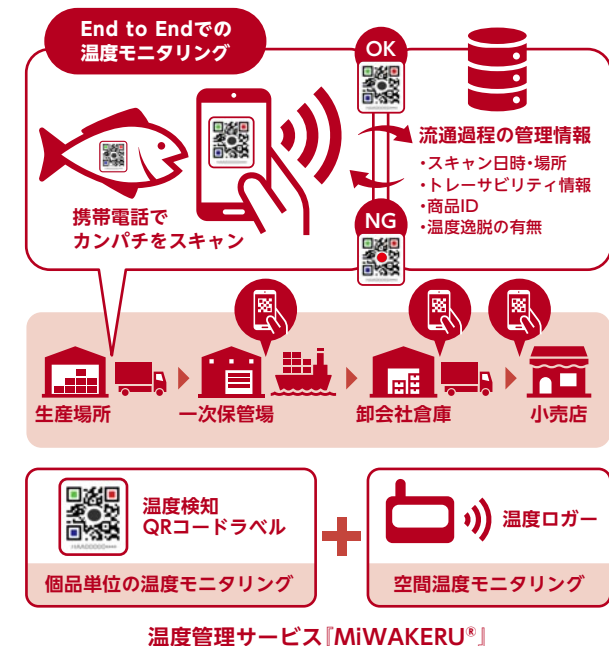 End to Endでの
温度モニタリング
OK
流通過程の管理情報
・スキャン日時・場所
・トレーサビリティ情報
・商品ID
・温度逸脱の有無
携帯電話で
カンパチをスキャン
NG
生産場所
一次保管場
卸会社倉庫
小売店
温度検知
QRコードラベル
個品単位の温度モニタリング
温度ロガー
空間温度モニタリング
温度管理サービス『MiWAKERU®』